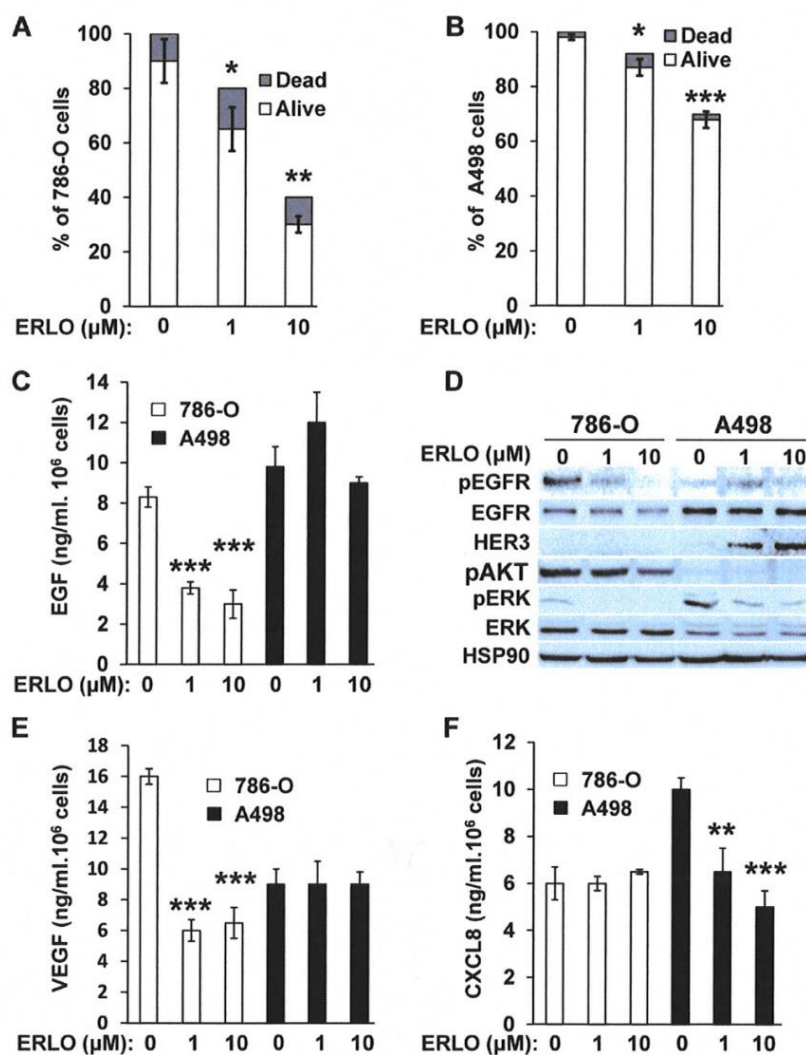 A
100
80
60
40
20
0
% of 786-O cells
*
**
Dead
Alive
ERLO (µM): 0 1 10
B
100
80
60
40
20
0
% of A498 cells
*
***
Dead
Alive
ERLO (µM): 0 1 10
C
14
12
10
8
6
4
2
0
EGF (ng/ml. 10⁶ cells)
786-O
A498
***
***
ERLO (µM): 0 1 10 0 1 10
D
786-O A498
ERLO (µM) 0 1 10 0 1 10
pEGFR
EGFR
HER3
pAKT
pERK
ERK
HSP90
E
18
16
14
12
10
8
6
4
2
0
VEGF (ng/ml.10⁶ cells)
786-O
A498
***
***
ERLO (µM): 0 1 10 0 1 10
F
12
10
8
6
4
2
0
CXCL8 (ng/ml.10⁶ cells)
786-O
A498
**
***
ERLO (µM): 0 1 10 0 1 10